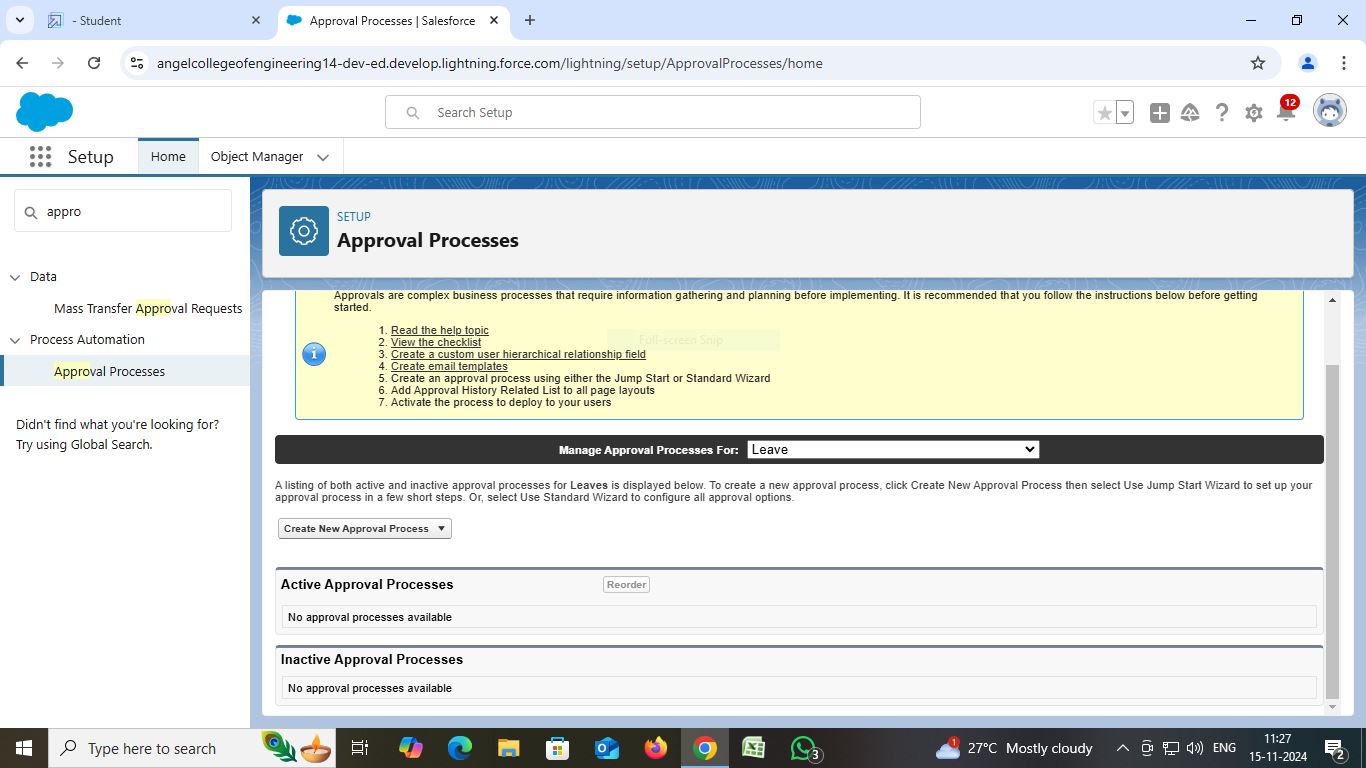 - Student
Approval Processes | Salesforce
angelcollegeofengineering14-dev-ed.develop.lightning.force.com/lightning/setup/ApprovalProcesses/home
Search Setup
12
Setup
Home
Object Manager
appro
Data
Mass Transfer Approval Requests
Process Automation
Approval Processes
Didn't find what you're looking for?
Try using Global Search.
SETUP
Approval Processes
Approvals are complex business processes that require information gathering and planning before implementing. It is recommended that you follow the instructions below before getting
started.
1. Read the help topic
2. View the checklist
3. Create a custom user hierarchical relationship field
4. Create email templates
5. Create an approval process using either the Jump Start or Standard Wizard
6. Add Approval History Related List to all page layouts
7. Activate the process to deploy to your users
Full-screen Snip
Manage Approval Processes For: Leave
A listing of both active and inactive approval processes for Leaves is displayed below. To create a new approval process, click Create New Approval Process then select Use Jump Start Wizard to set up your
approval process in a few short steps. Or, select Use Standard Wizard to configure all approval options.
Create New Approval Process
Active Approval Processes
Reorder
No approval processes available
Inactive Approval Processes
No approval processes available
Type here to search
3
1
27°C Mostly cloudy
ENG
11:27
15-11-2024
2